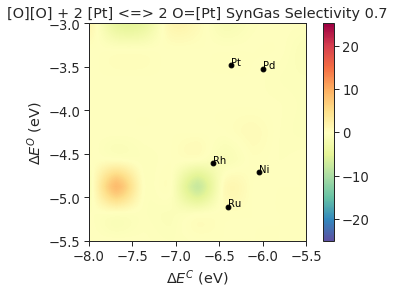 [O][O] + 2 [Pt] <=> 2 O=[Pt] SynGas Selectivity 0.7
−3.0
−3.5
−4.0
−4.5
−5.0
−5.5
ΔE^O (eV)
Pt
Pd
Rh
Ni
Ru
−8.0 −7.5 −7.0 −6.5 −6.0 −5.5
ΔE^C (eV)
20
10
0
−10
−20